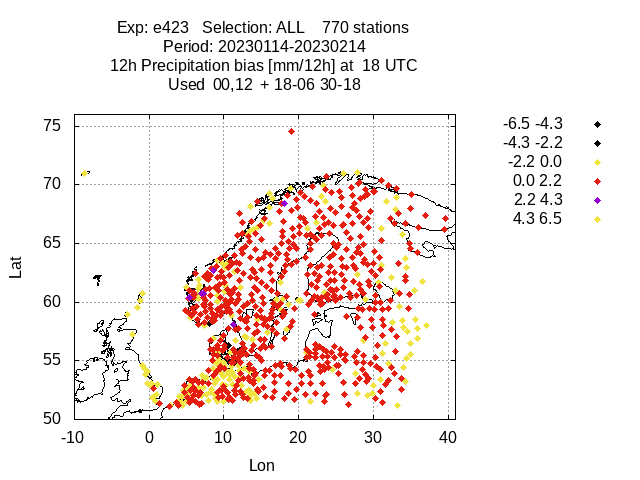 Exp: e423 Selection: ALL 770 stations
Period: 20230114-20230214
12h Precipitation bias [mm/12h] at 18 UTC
Used 00,12 + 18-06 30-18
-6.5 -4.3
-4.3 -2.2
-2.2 0.0
0.0 2.2
2.2 4.3
4.3 6.5
75
70
65
60
55
50
Lat
-10 0 10 20 30 40
Lon